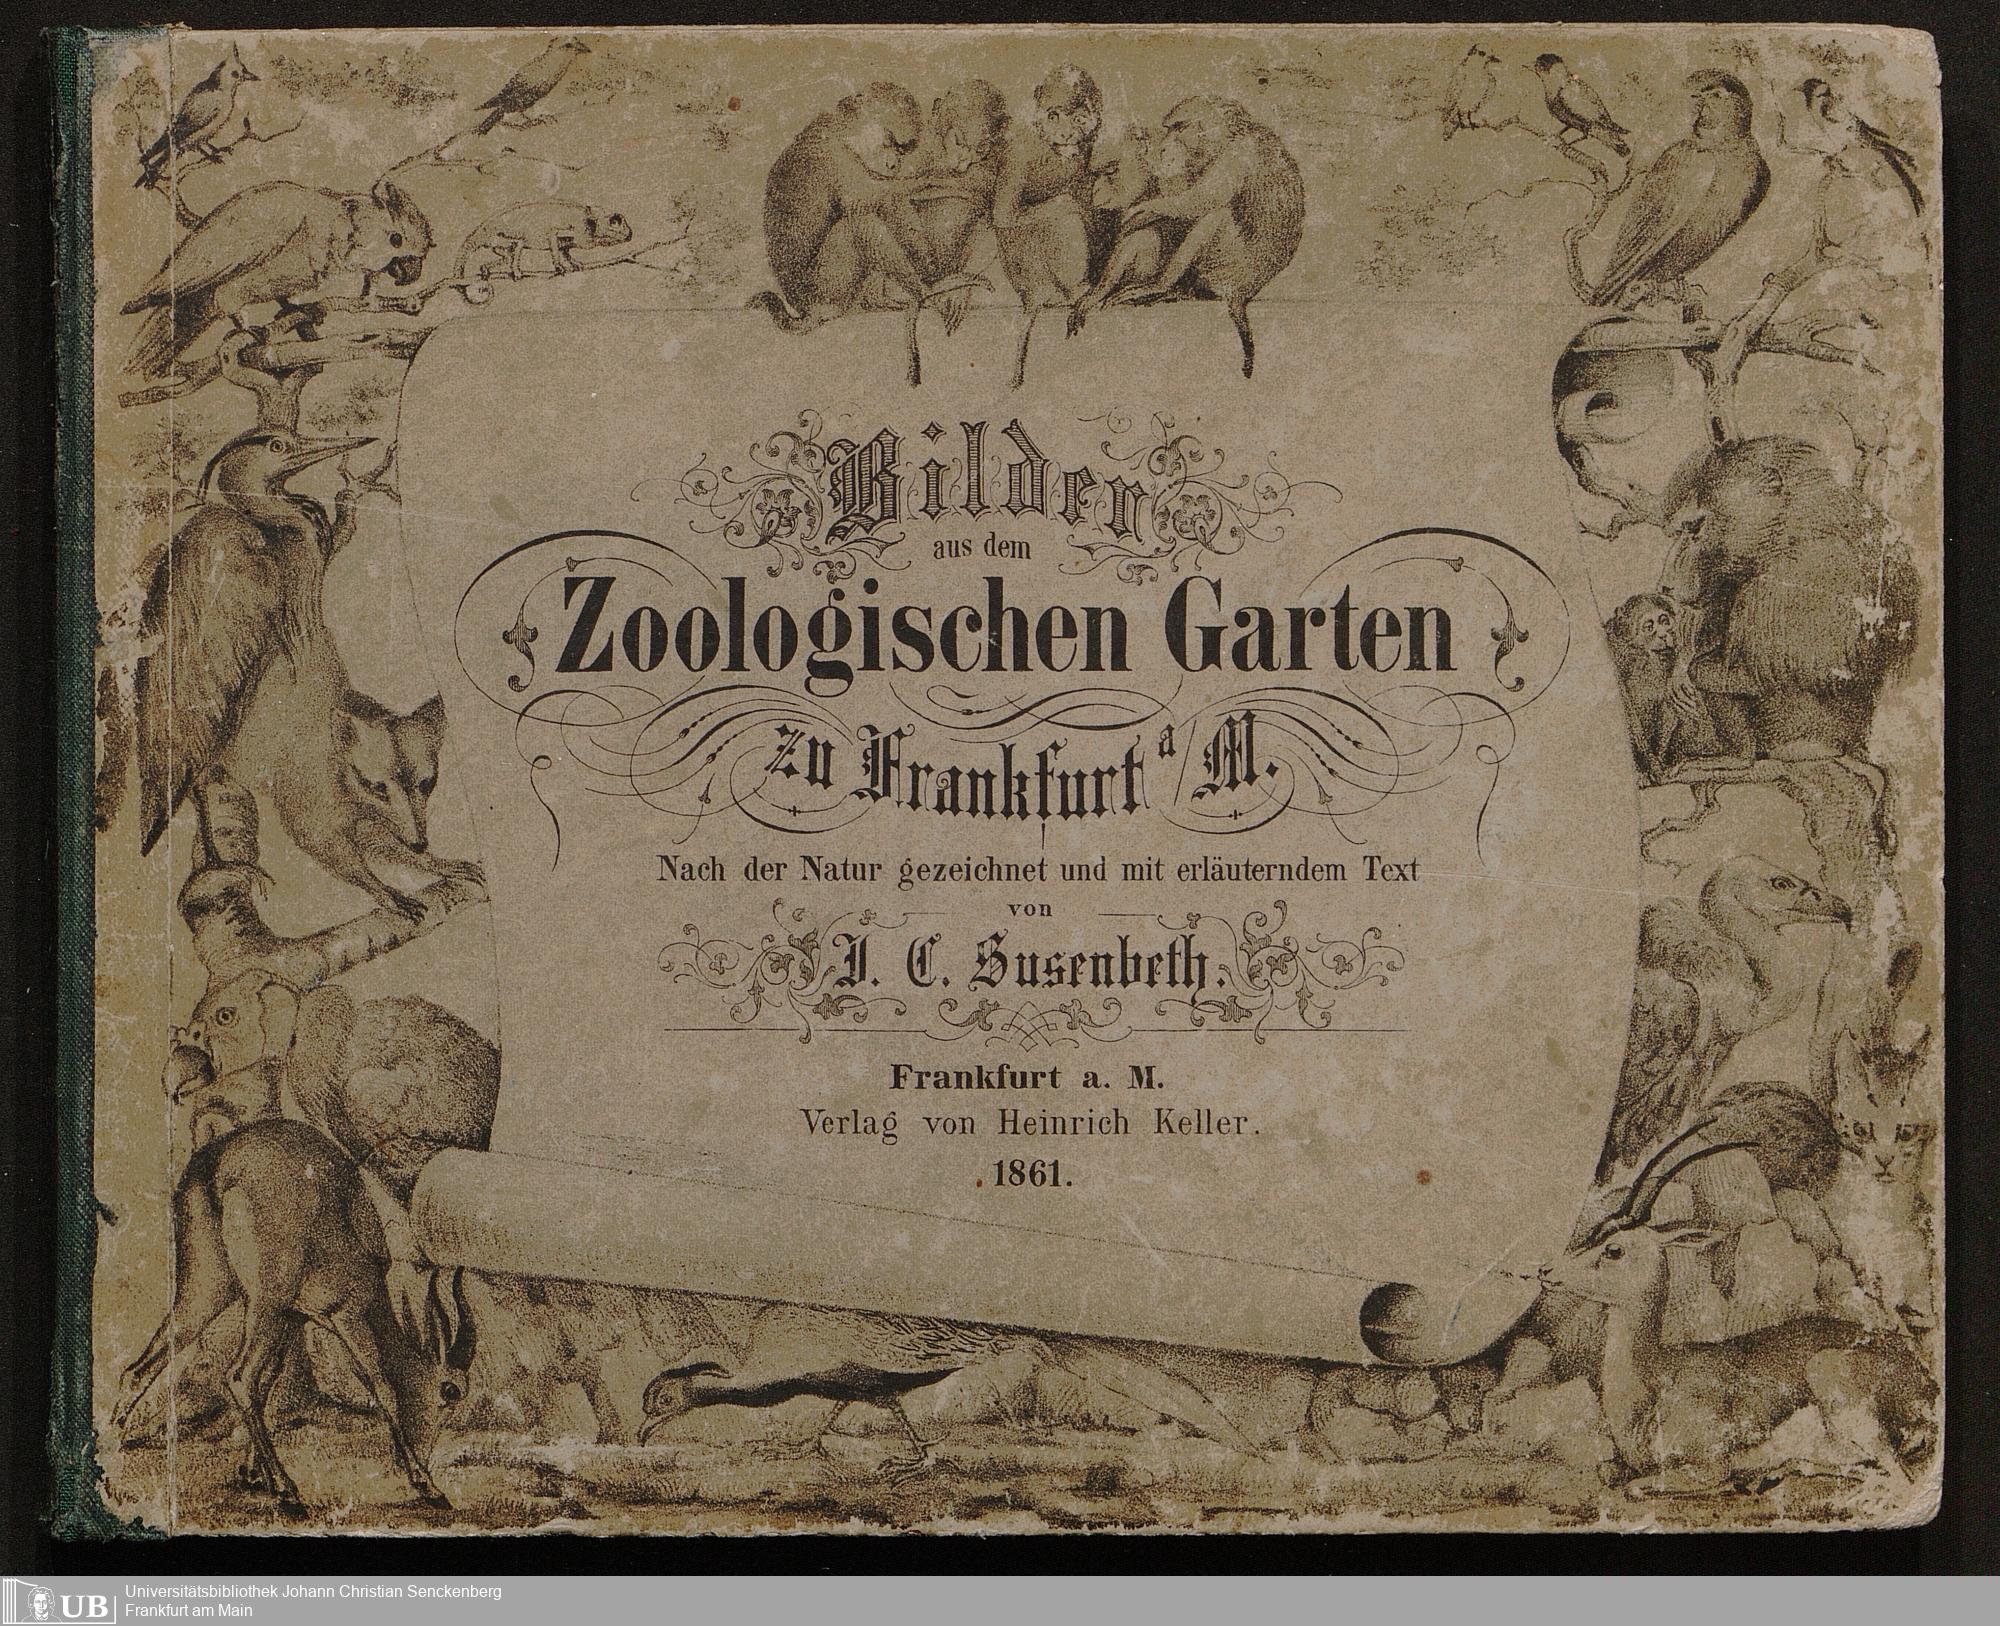 Bilder
aus dem
Zoologischen Garten
zu Frankfurt a/M.
Nach der Natur gezeichnet und mit erläuterndem Text
von
J. C. Susenbeth.
Frankfurt a. M.
Verlag von Heinrich Keller.
1861.
UB
Universitätsbibliothek Johann Christian Senckenberg
Frankfurt am Main